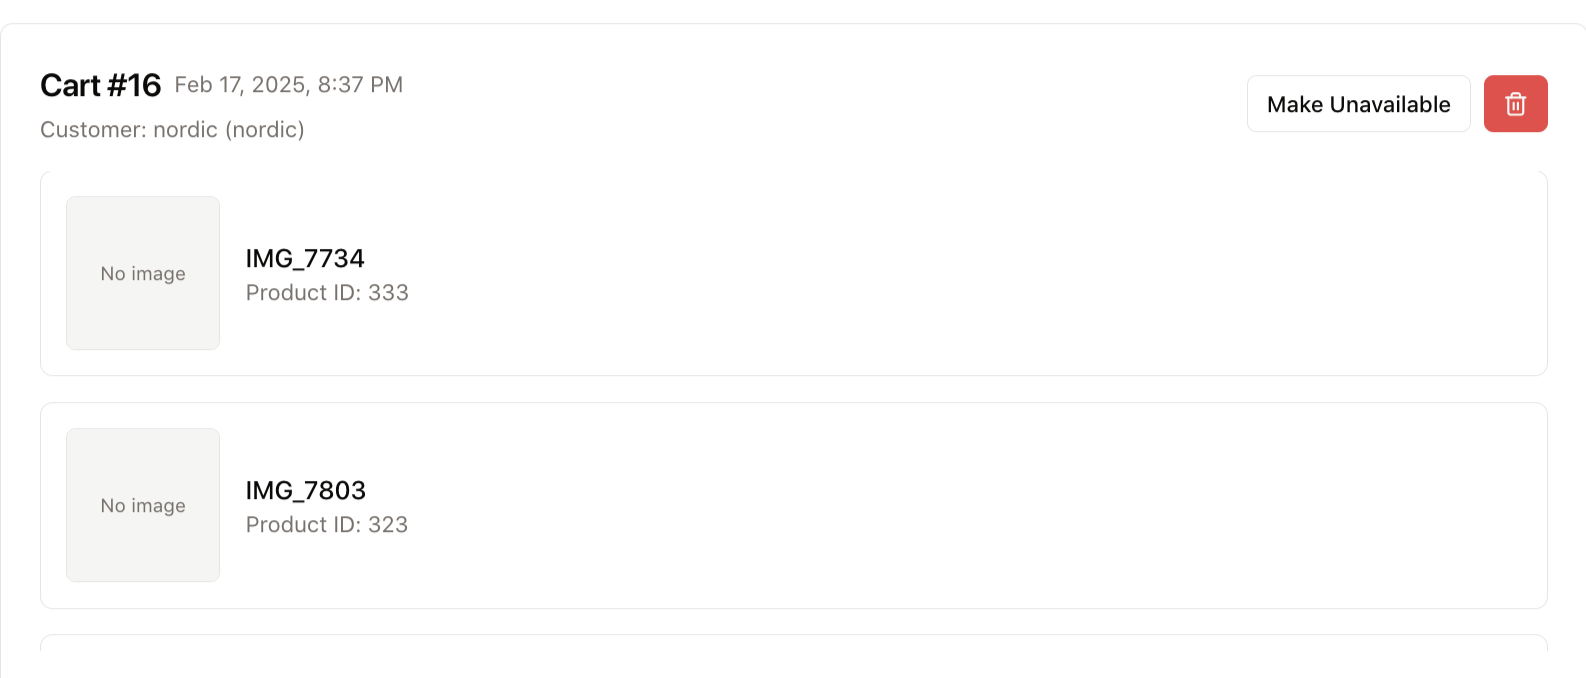 Cart #16 Feb 17, 2025, 8:37 PM
Customer: nordic (nordic)
Make Unavailable
No image
IMG_7734
Product ID: 333
No image
IMG_7803
Product ID: 323